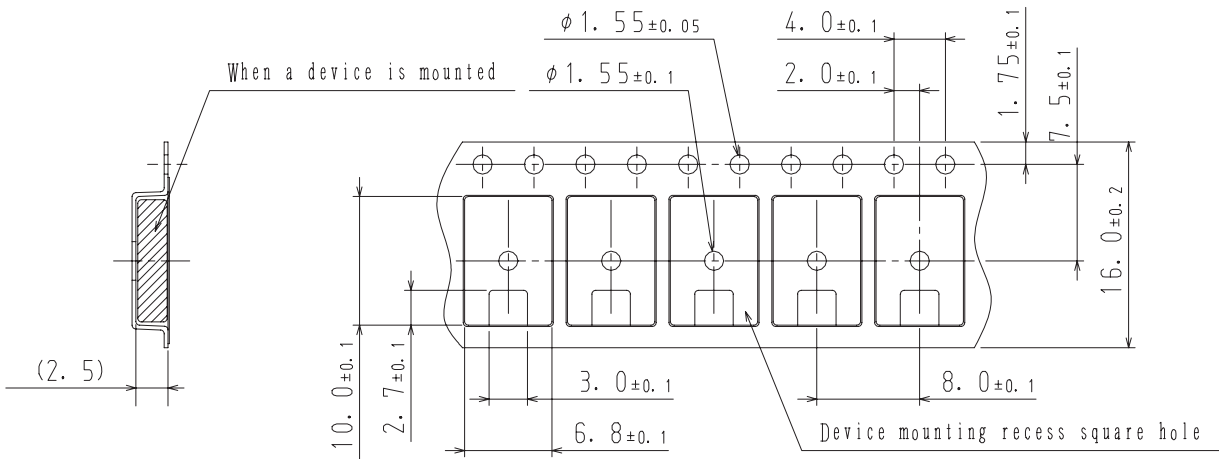 φ1.55±0.05
4.0±0.1
When a device is mounted
φ1.55±0.1
2.0±0.1
1.75±0.1
7.5±0.1
16.0±0.2
(2.5)
10.0±0.1
2.7±0.1
3.0±0.1
8.0±0.1
6.8±0.1
Device mounting recess square hole